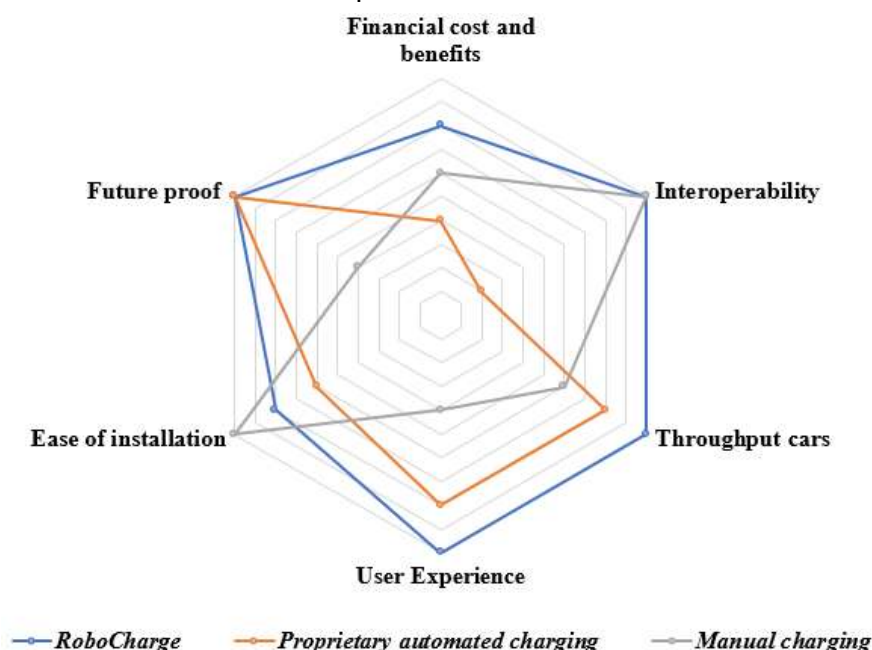 Financial cost and
benefits
Future proof
Interoperability
Ease of installation
Throughput cars
User Experience
RoboCharge
Proprietary automated charging
Manual charging